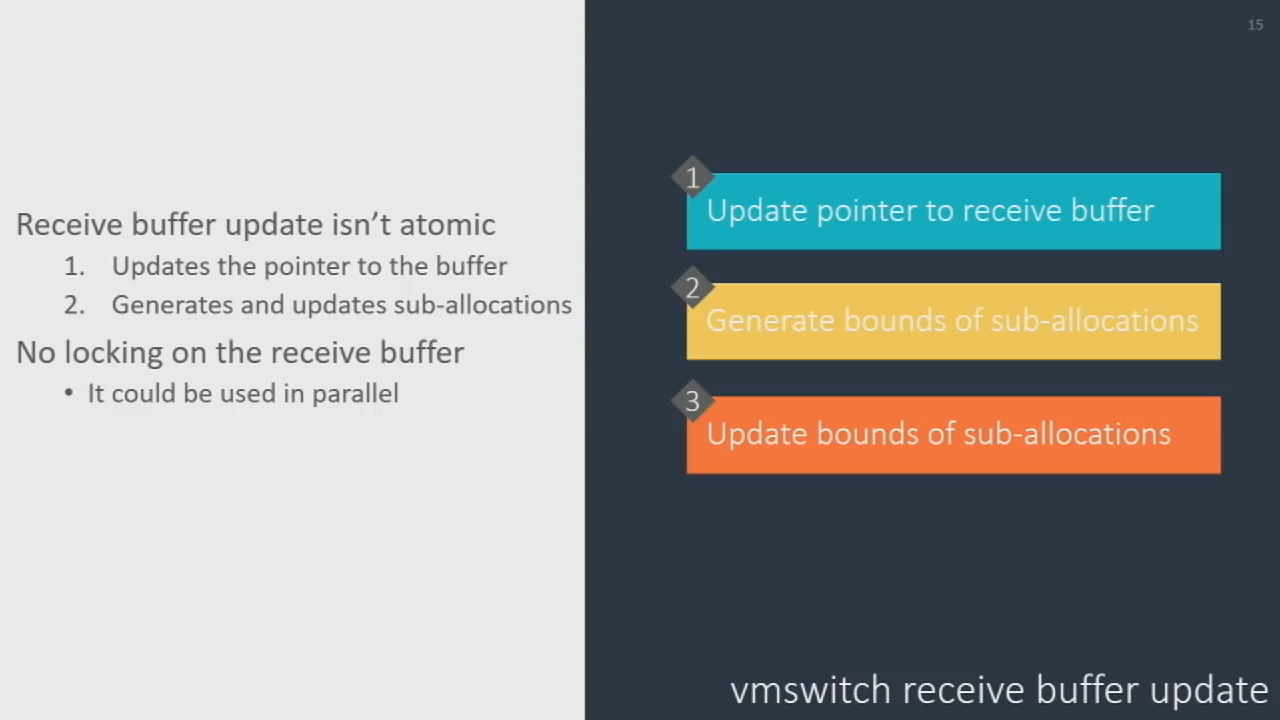 15
Receive buffer update isn’t atomic
1. Updates the pointer to the buffer
2. Generates and updates sub-allocations
No locking on the receive buffer
• It could be used in parallel
1
Update pointer to receive buffer
2
Generate bounds of sub-allocations
3
Update bounds of sub-allocations
vmswitch receive buffer update